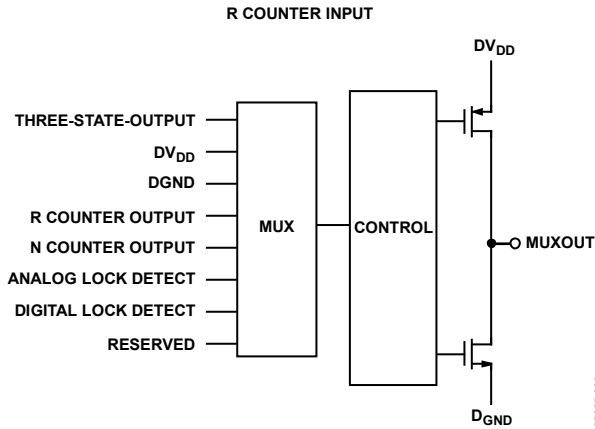 R COUNTER INPUT
DVDD
THREE-STATE-OUTPUT
DVDD
DGND
R COUNTER OUTPUT
N COUNTER OUTPUT
ANALOG LOCK DETECT
DIGITAL LOCK DETECT
RESERVED
MUX
CONTROL
MUXOUT
DGND